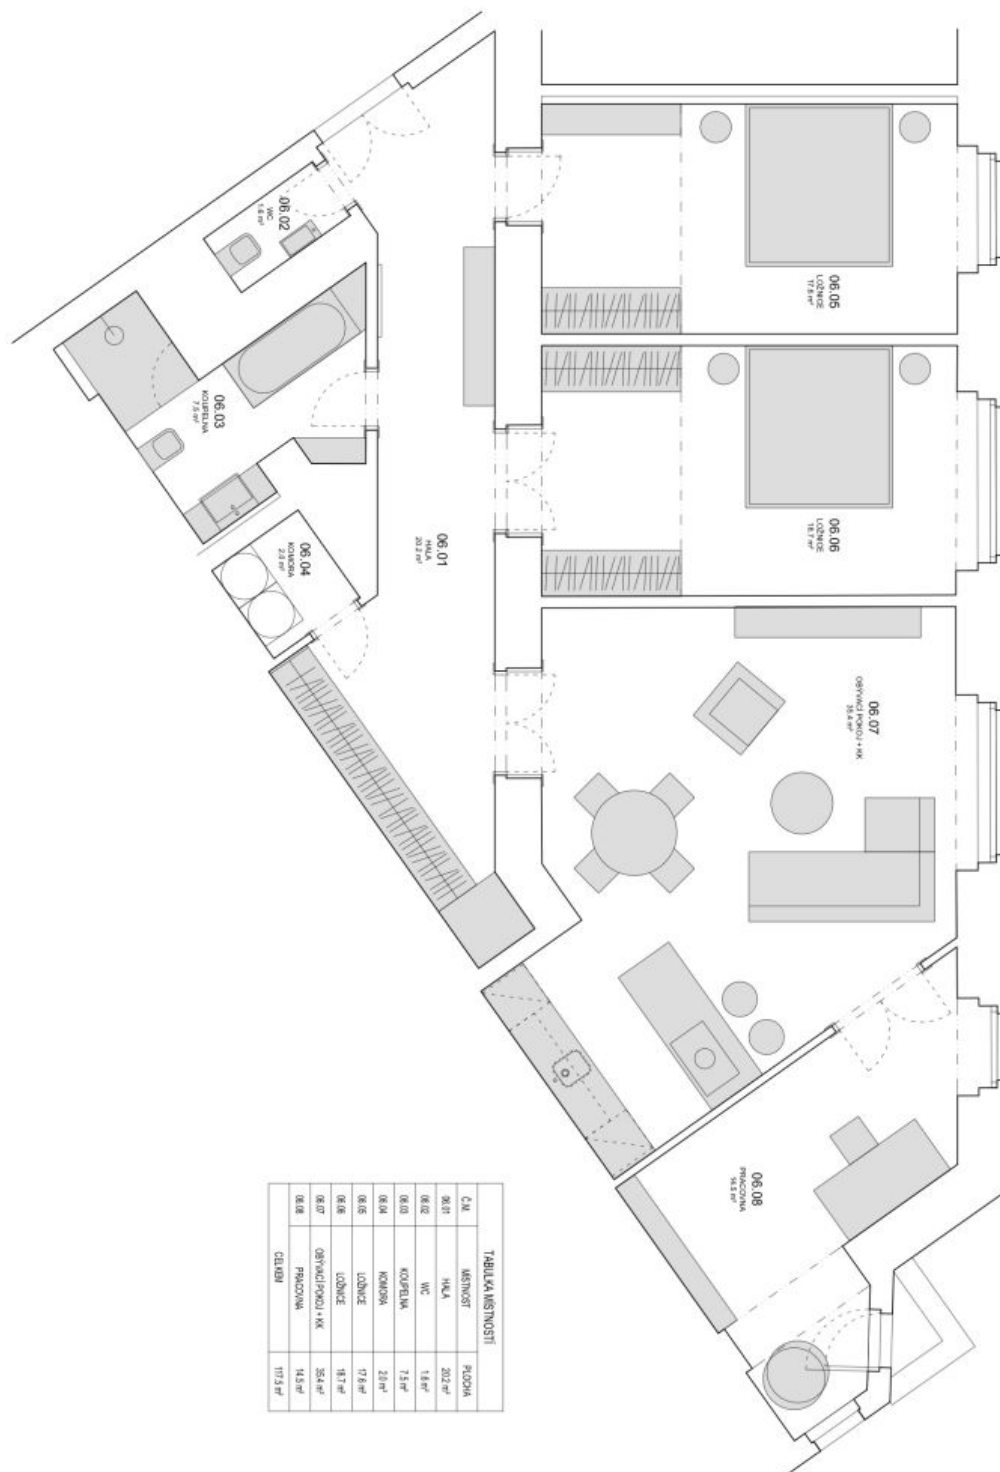 06.02
WC
1.6 m²
06.03
KOUPELNA
7.5 m²
06.04
KOMORA
2.0 m²
06.01
HALA
20.2 m²
06.05
LOŽNICE
17.6 m²
06.06
LOŽNICE
18.7 m²
06.07
OBÝVACÍ POKOJ + KK
35.4 m²
06.08
PRACOVNA
14.5 m²
TABULKA MÍSTNOSTÍ
Č.M. MÍSTNOST PLOCHA
06.01 HALA 20.2 m²
06.02 WC 1.6 m²
06.03 KOUPELNA 7.5 m²
06.04 KOMORA 2.0 m²
06.05 LOŽNICE 17.6 m²
06.06 LOŽNICE 18.7 m²
06.07 OBÝVACÍ POKOJ + KK 35.4 m²
06.08 PRACOVNA 14.5 m²
CELKEM 117.5 m²